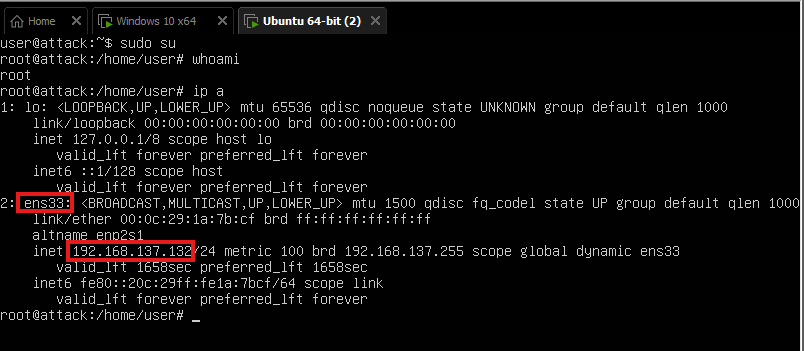 Home Windows 10 x64 Ubuntu 64-bit (2)
user@attack:~$ sudo su
root@attack:/home/user# whoami
root
root@attack:/home/user# ip a
1: lo: <LOOPBACK,UP,LOWER_UP> mtu 65536 qdisc noqueue state UNKNOWN group default qlen 1000
    link/loopback 00:00:00:00:00:00 brd 00:00:00:00:00:00
    inet 127.0.0.1/8 scope host lo
       valid_lft forever preferred_lft forever
    inet6 ::1/128 scope host
       valid_lft forever preferred_lft forever
2: ens33: <BROADCAST,MULTICAST,UP,LOWER_UP> mtu 1500 qdisc fq_codel state UP group default qlen 1000
    link/ether 00:0c:29:1a:7b:cf brd ff:ff:ff:ff:ff:ff
    altname enp2s1
    inet 192.168.137.132/24 metric 100 brd 192.168.137.255 scope global dynamic ens33
       valid_lft 1658sec preferred_lft 1658sec
    inet6 fe80::20c:29ff:fe1a:7bcf/64 scope link
       valid_lft forever preferred_lft forever
root@attack:/home/user# _